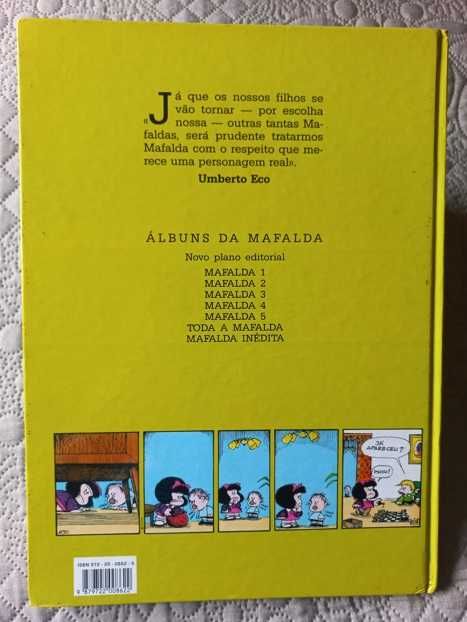 «Já que os nossos filhos se
vão tornar — por escolha
nossa — outras tantas Ma-
faldas, será prudente tratarmos
Mafalda com o respeito que me-
rece uma personagem real».
Umberto Eco
ÁLBUNS DA MAFALDA
Novo plano editorial
MAFALDA 1
MAFALDA 2
MAFALDA 3
MAFALDA 4
MAFALDA 5
TODA A MAFALDA
MAFALDA INÉDITA
JÁ
APARECEU?